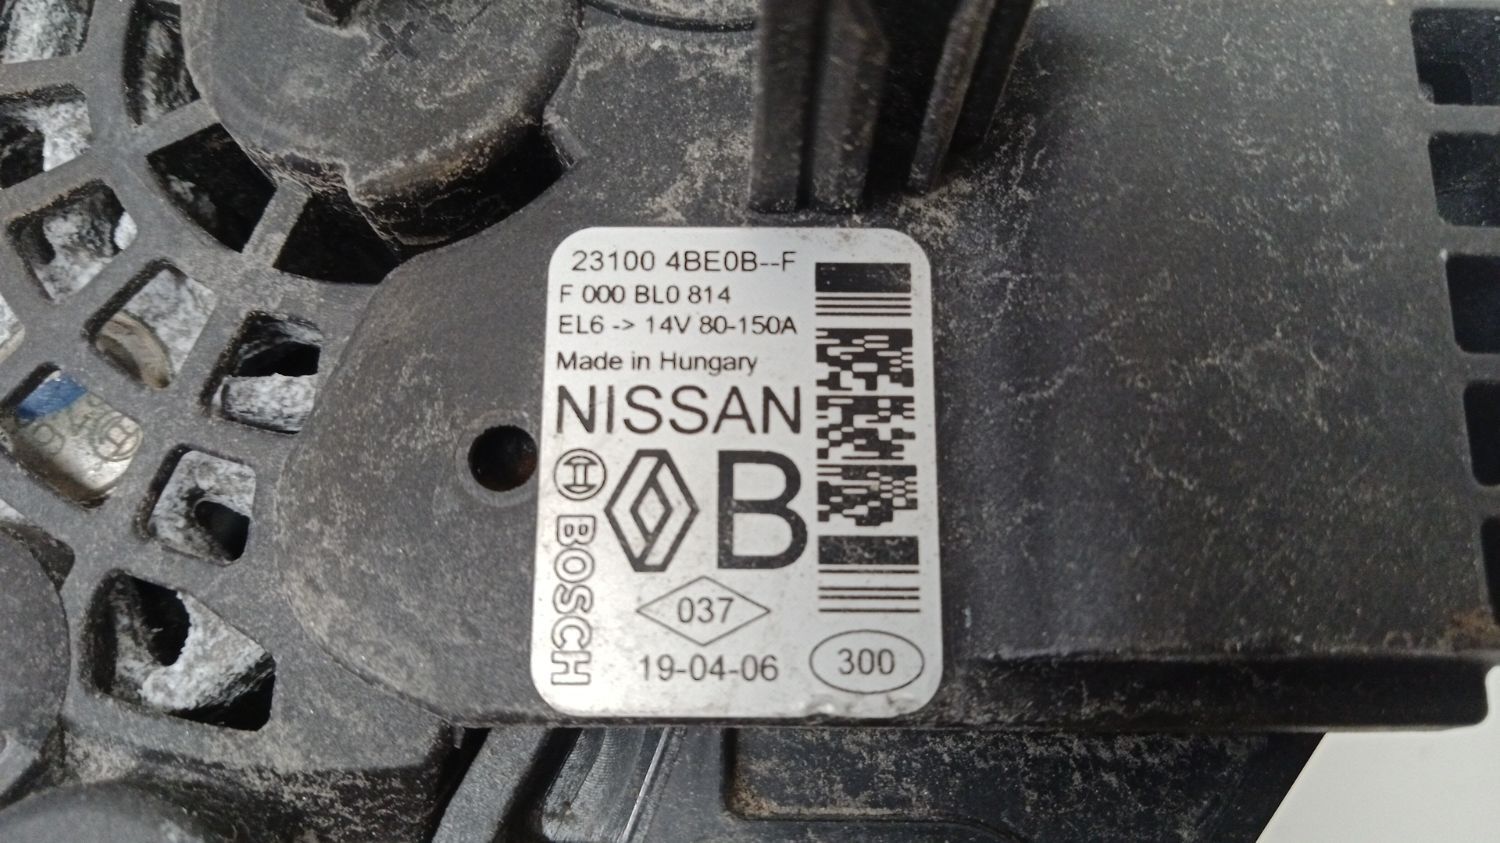 23100 4BE0B--F
F 000 BL0 814
EL6 -> 14V 80-150A
Made in Hungary
NISSAN
BOSCH
B
037
19-04-06
300